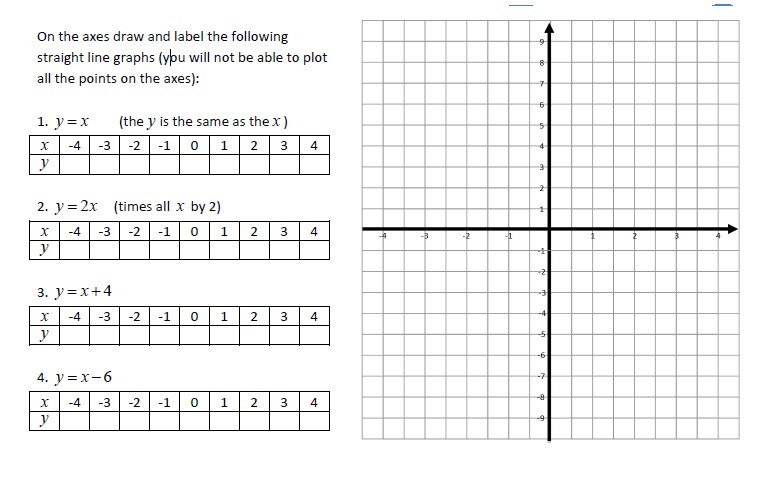 On the axes draw and label the following
straight line graphs (you will not be able to plot
all the points on the axes):
1. y = x (the y is the same as the x)
x -4 -3 -2 -1 0 1 2 3 4
y
2. y = 2x (times all x by 2)
x -4 -3 -2 -1 0 1 2 3 4
y
3. y = x+4
x -4 -3 -2 -1 0 1 2 3 4
y
4. y = x−6
x -4 -3 -2 -1 0 1 2 3 4
y
9
8
7
6
5
4
3
2
1
-4 -3 -2 -1 1 2 3 4
-1
-2
-3
-4
-5
-6
-7
-8
-9